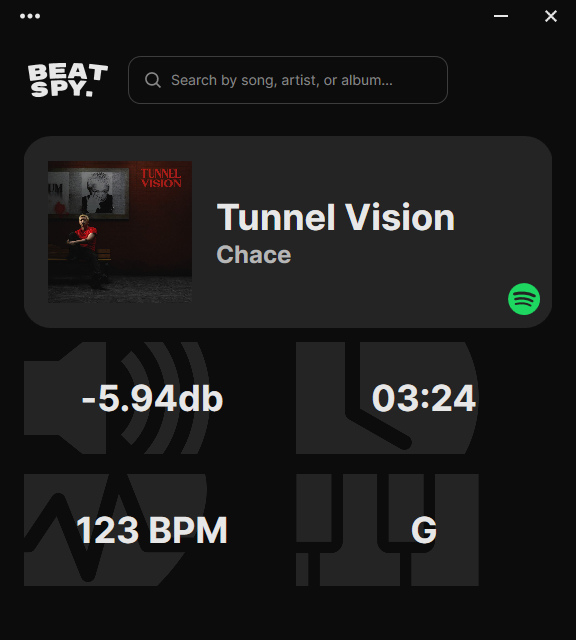 BEAT
SPY.
Search by song, artist, or album...
TUNNEL
VISION
Tunnel Vision
Chace
-5.94db
03:24
123 BPM
G